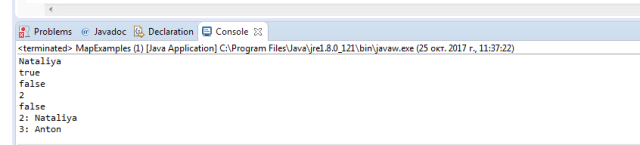 Problems @ Javadoc Declaration Console
<terminated> MapExamples (1) [Java Application] C:\Program Files\Java\jre1.8.0_121\bin\javaw.exe (25 окт. 2017 г., 11:37:22)
Nataliya
true
false
2
false
2: Nataliya
3: Anton